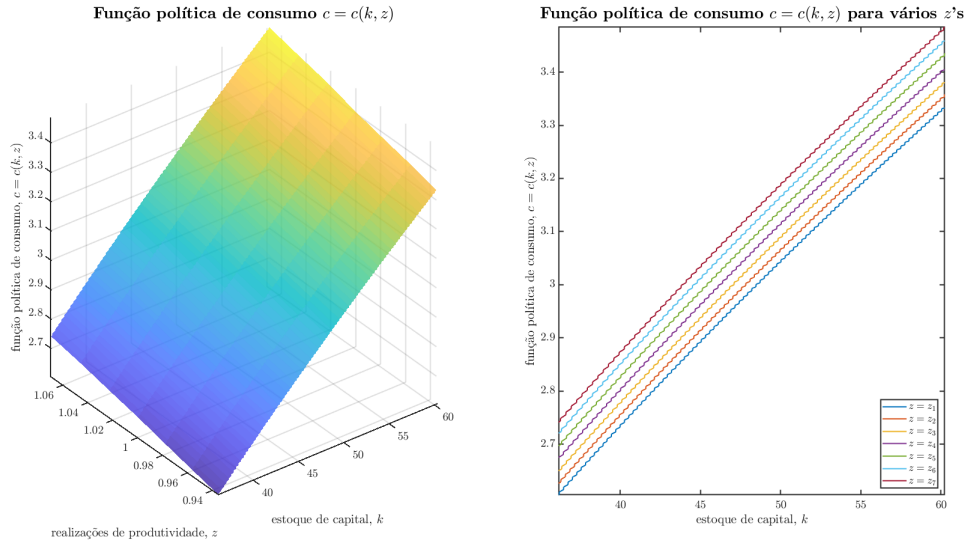 Função política de consumo c = c(k, z)
3.4
3.3
3.2
3.1
3
2.9
2.8
2.7
função política de consumo, c = c(k, z)
1.06
1.04
1.02
1
0.98
0.96
0.94
realizações de produtividade, z
40
45
50
55
60
estoque de capital, k
Função política de consumo c = c(k, z) para vários z's
3.4
3.3
3.2
3.1
3
2.9
2.8
2.7
função política de consumo, c = c(k, z)
40
45
50
55
60
estoque de capital, k
z = z₁
z = z₂
z = z₃
z = z₄
z = z₅
z = z₆
z = z₇